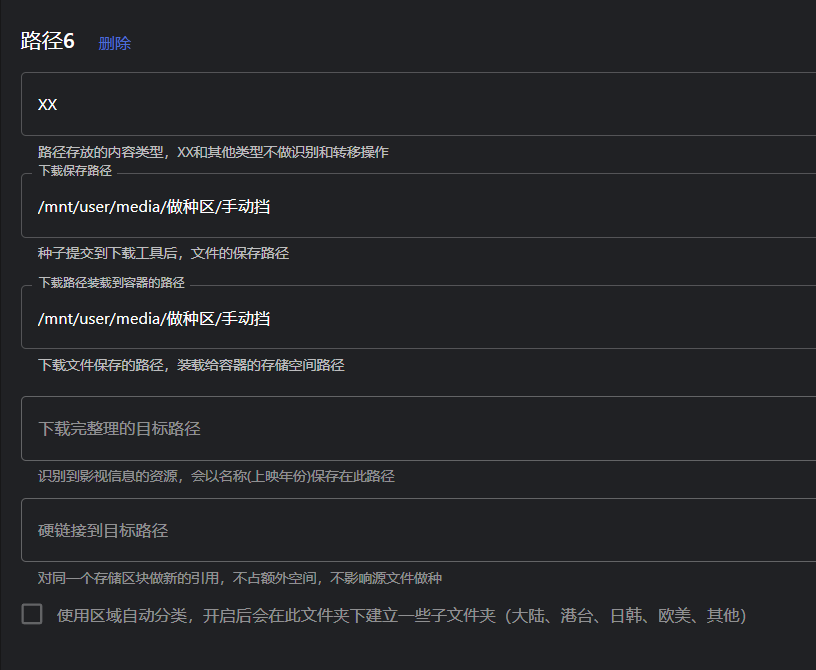 路径6 删除
XX
路径存放的内容类型，XX和其他类型不做识别和转移操作
下载保存路径
/mnt/user/media/做种区/手动挡
种子提交到下载工具后，文件的保存路径
下载路径装载到容器的路径
/mnt/user/media/做种区/手动挡
下载文件保存的路径，装载给容器的存储空间路径
下载完整理的目标路径
识别到影视信息的资源，会以名称(上映年份)保存在此路径
硬链接到目标路径
对同一个存储区块做新的引用，不占额外空间，不影响源文件做种
使用区域自动分类，开启后会在此文件夹下建立一些子文件夹（大陆、港台、日韩、欧美、其他）